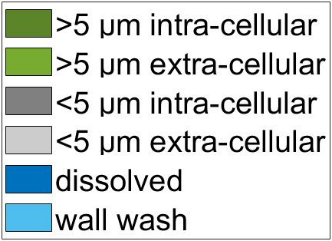 >5 µm intra-cellular
>5 µm extra-cellular
<5 µm intra-cellular
<5 µm extra-cellular
dissolved
wall wash